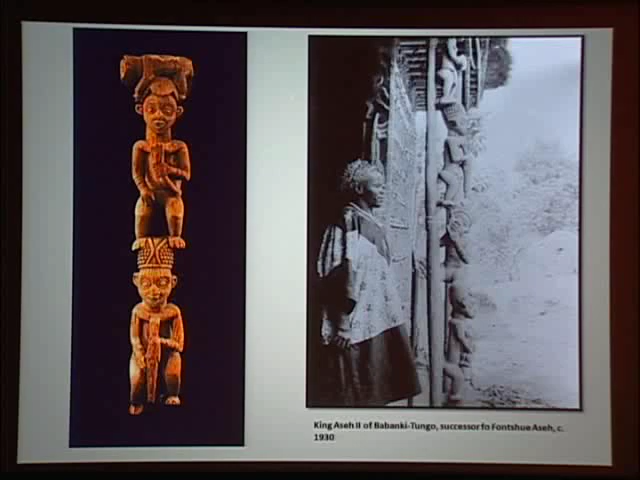 King Aseh II of Babanki-Tungo, successor fo Fontshue Aseh, c.
1930